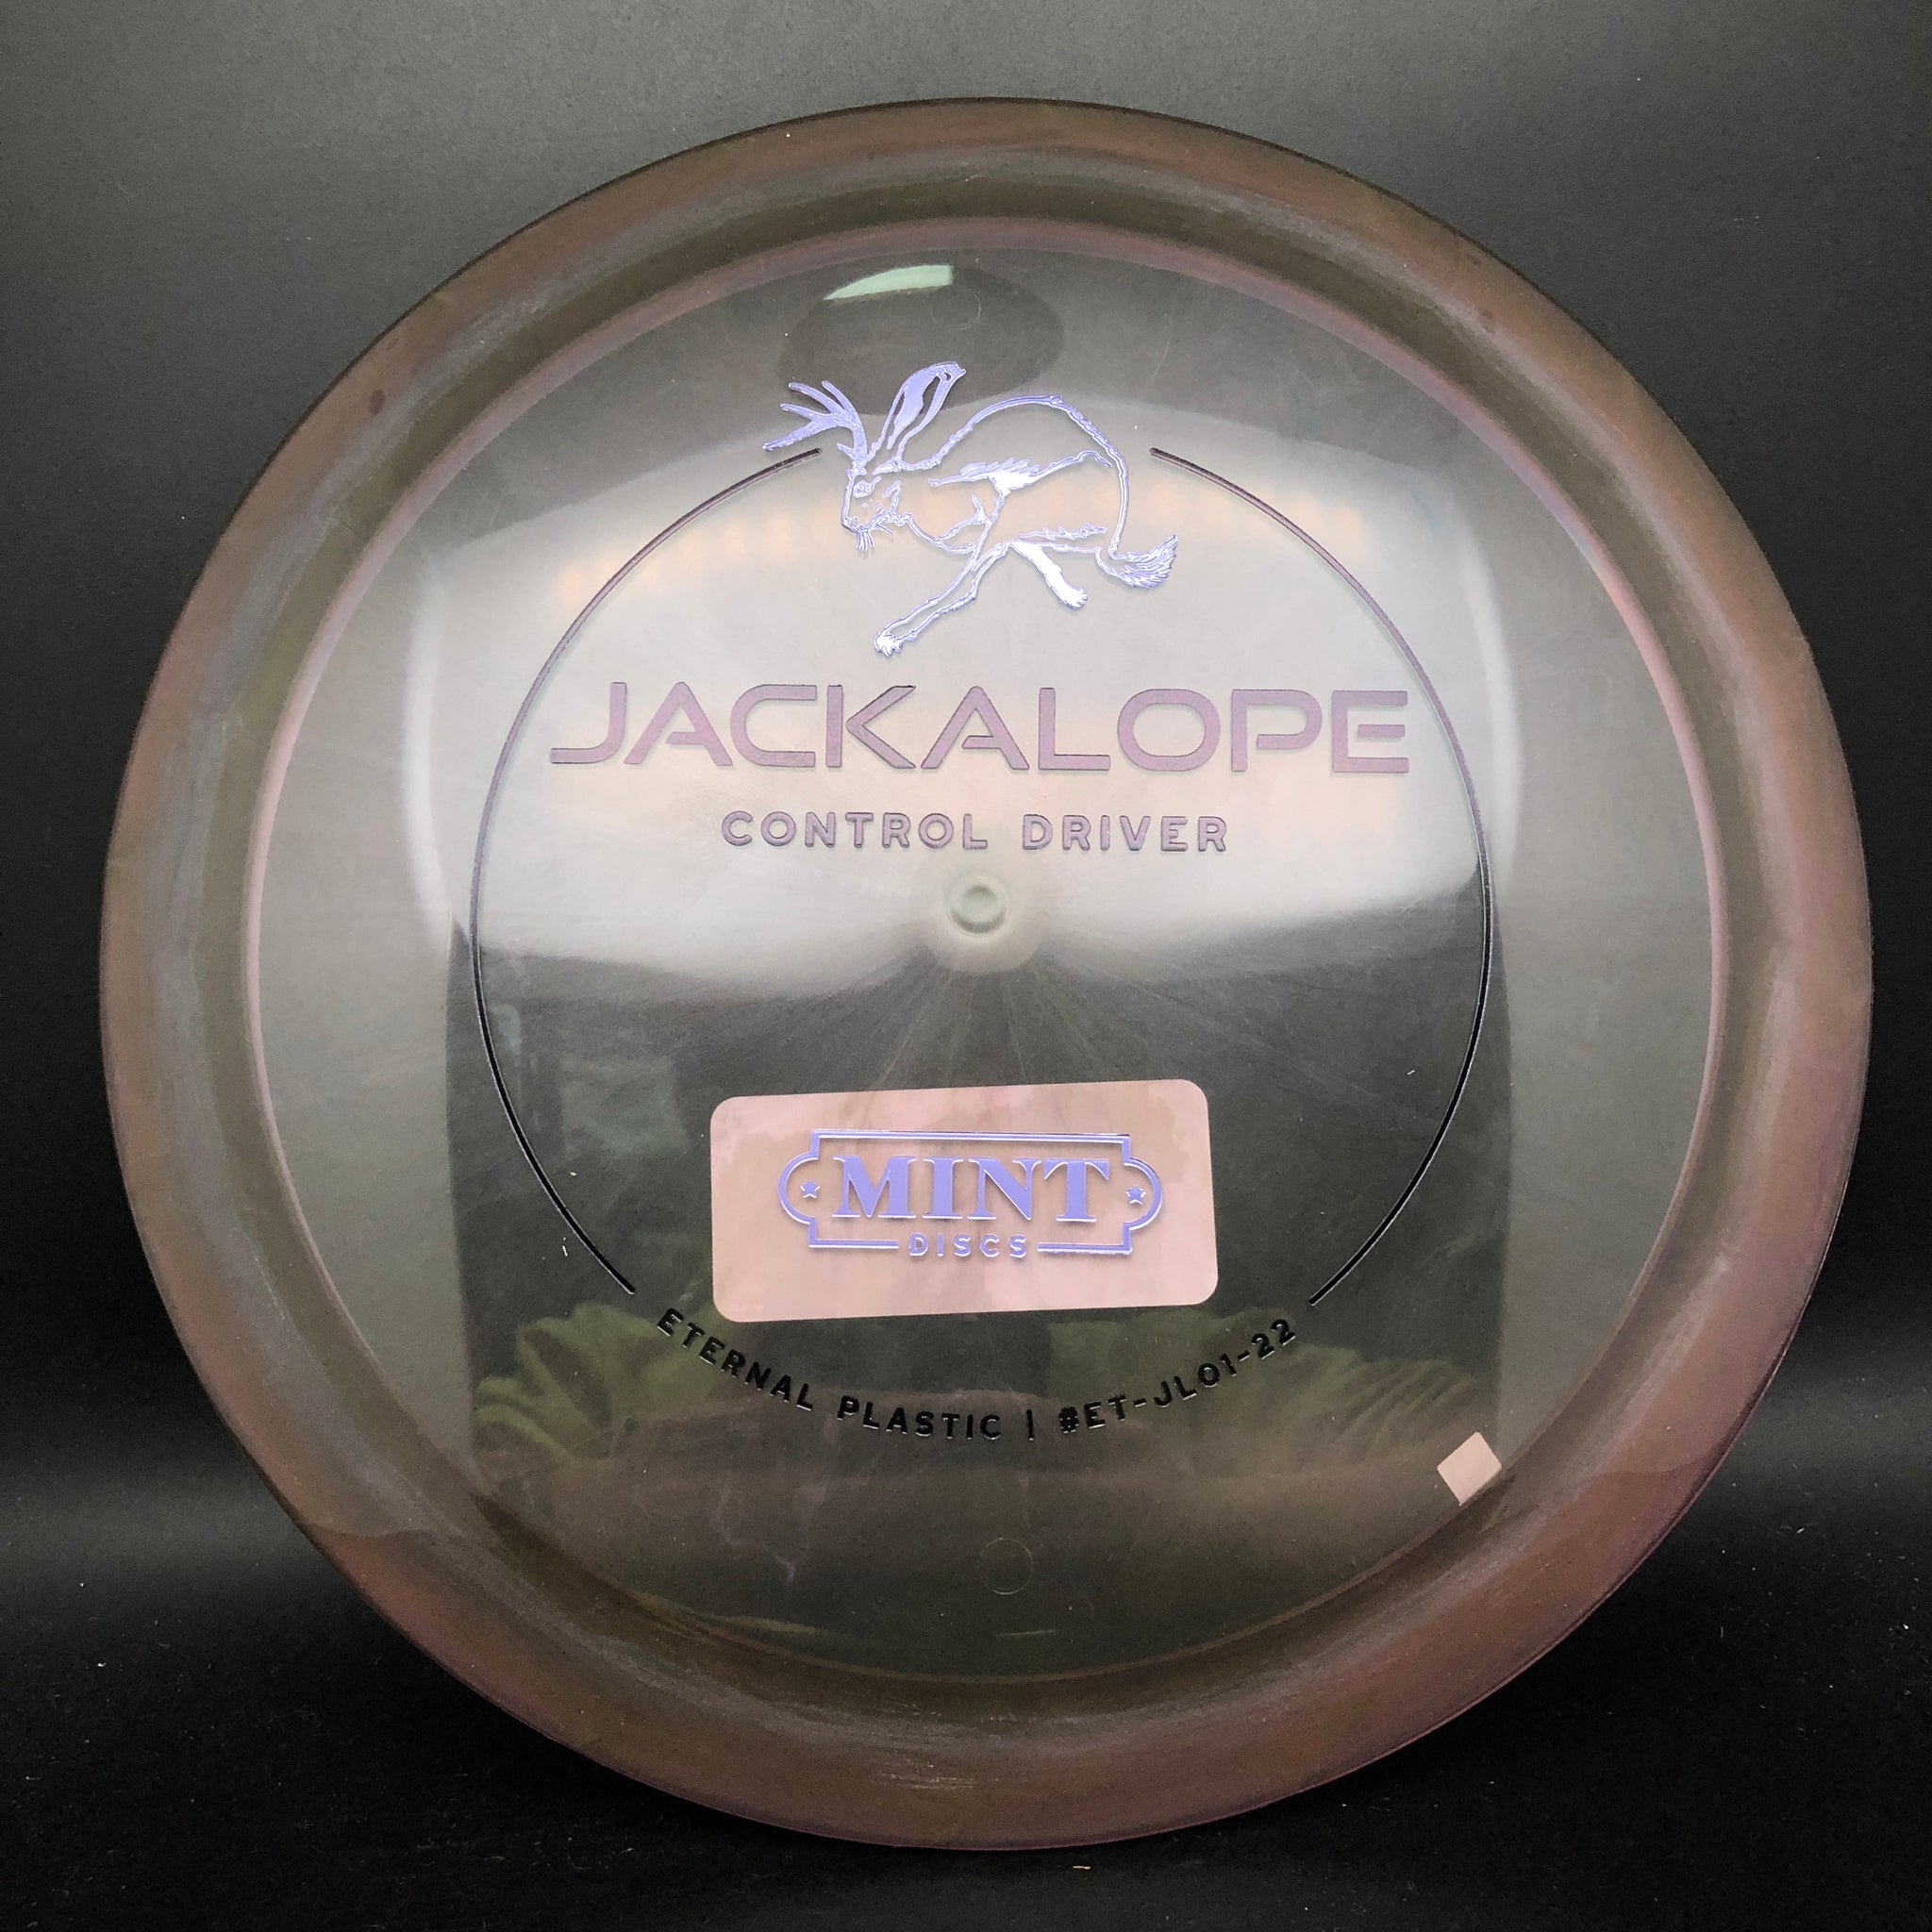 JACKALOPE
CONTROL DRIVER
MINT
DISCS
ETERNAL PLASTIC | #ET-JL01-22